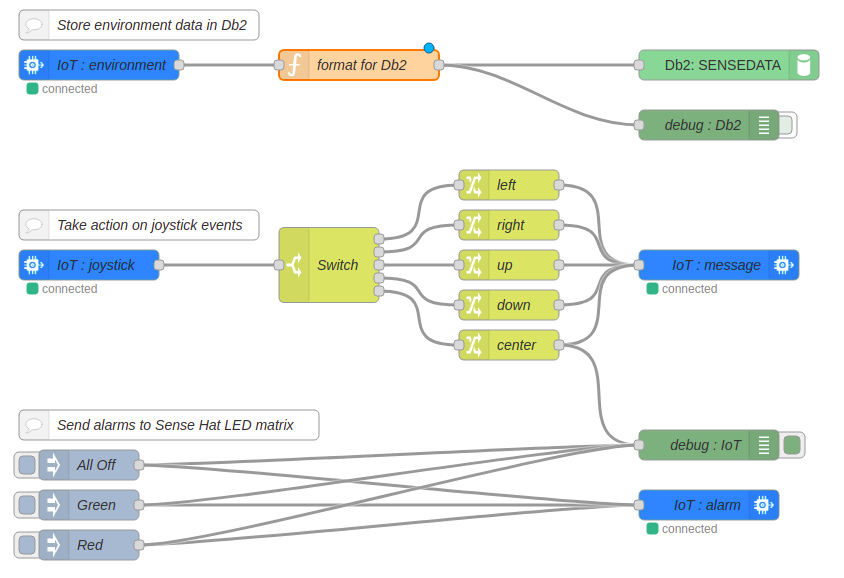 Store environment data in Db2
IoT : environment
format for Db2
Db2: SENSEDATA
connected
debug : Db2
left
Take action on joystick events
right
IoT : joystick
Switch
up
IoT : message
connected
connected
down
center
Send alarms to Sense Hat LED matrix
debug : IoT
All Off
Green
IoT : alarm
connected
Red